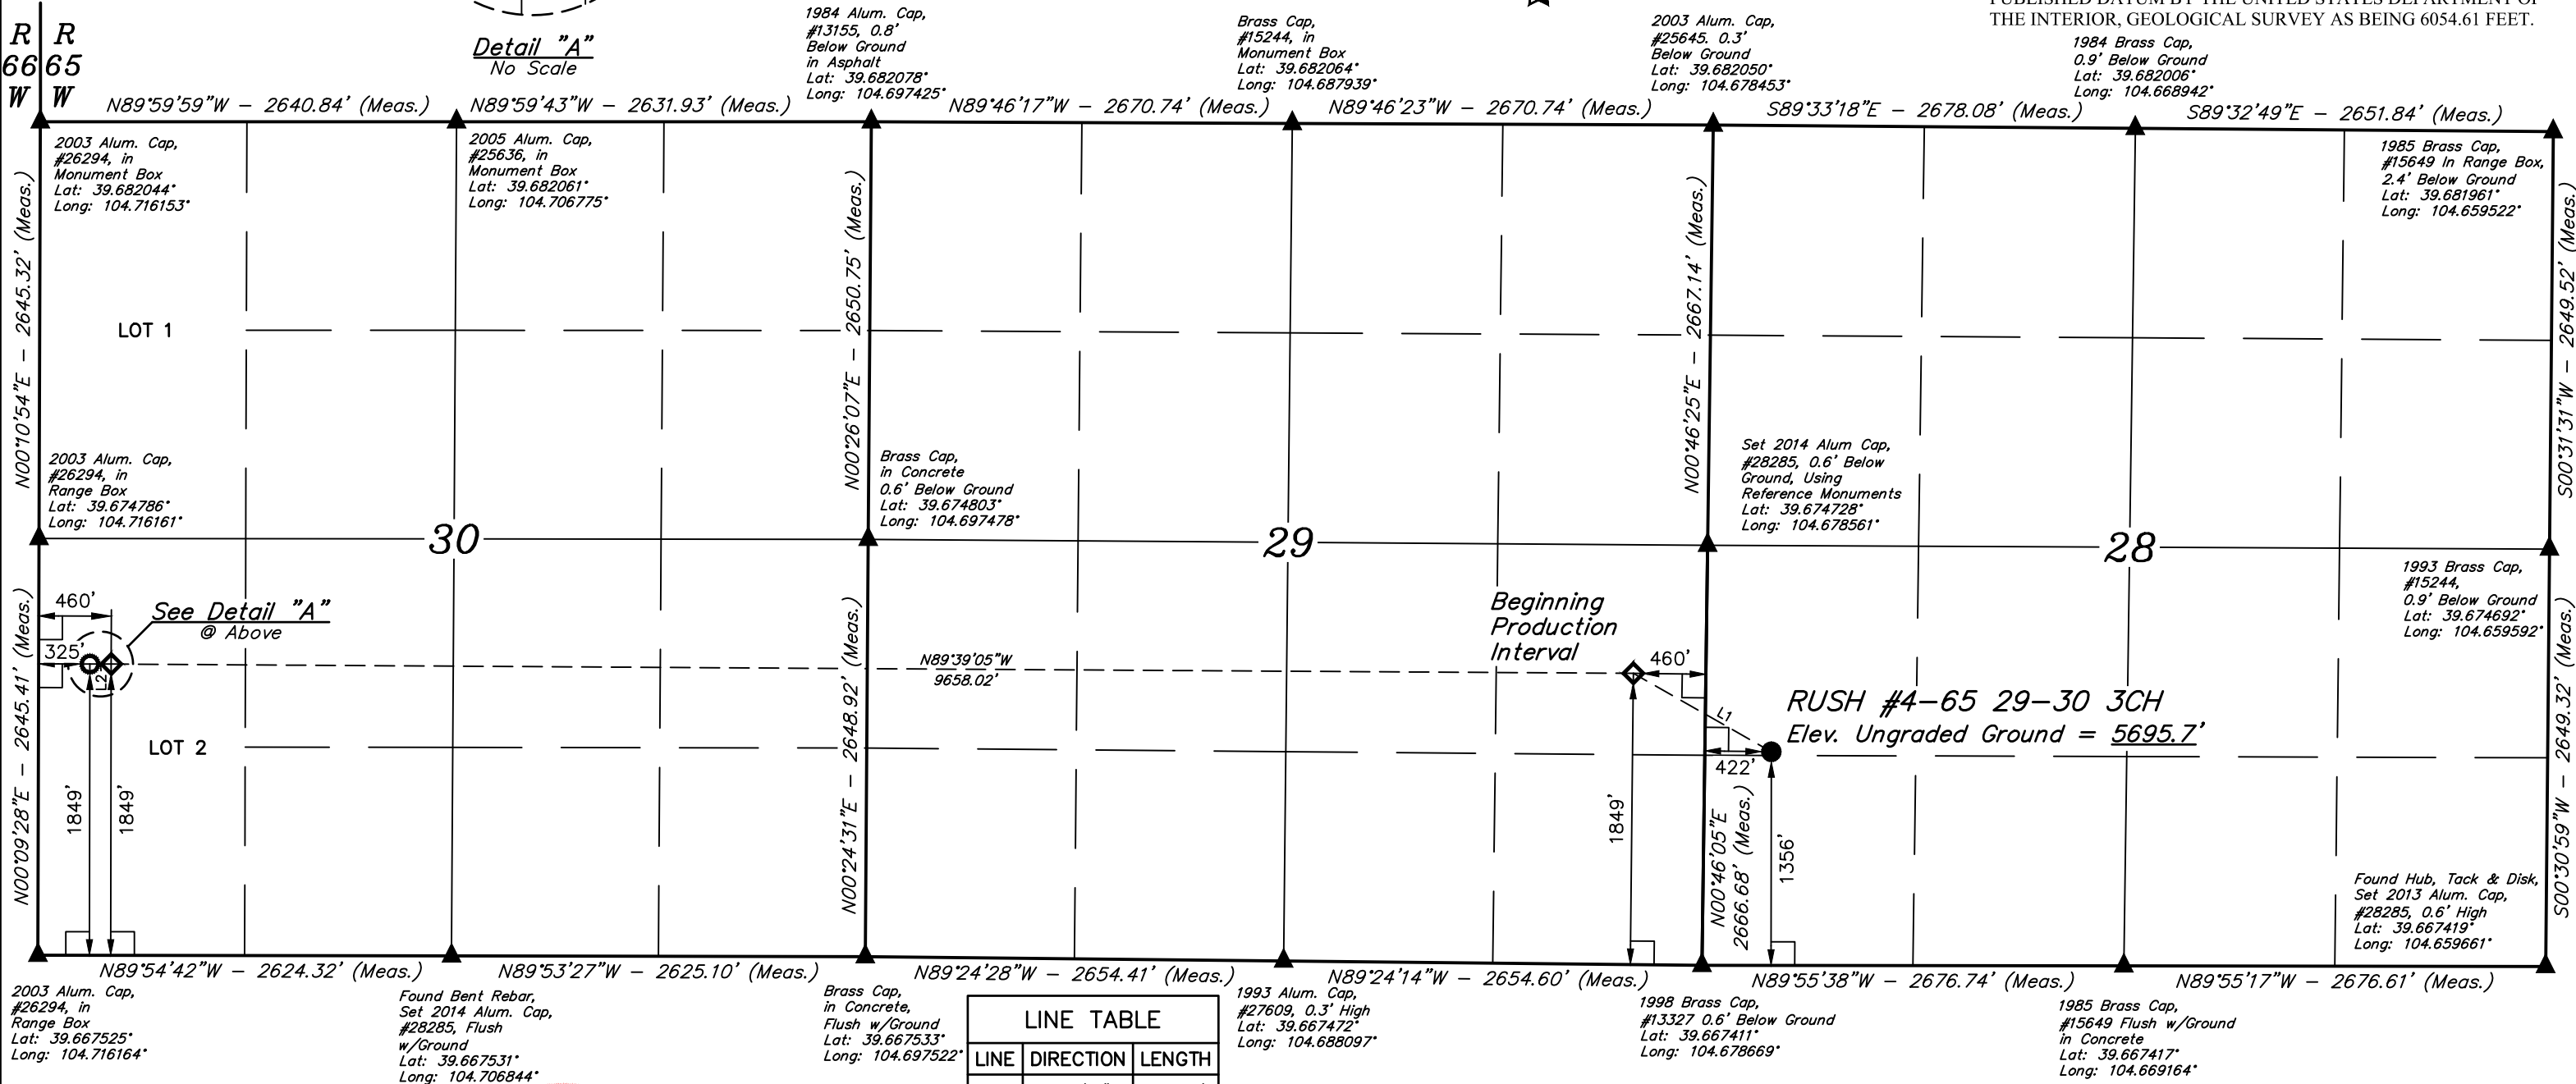 PUBLISHED DATUM BY THE UNITED STATES DEPARTMENT OF
THE INTERIOR, GEOLOGICAL SURVEY AS BEING 6054.61 FEET.
R R
66 65
W W
Detail "A"
No Scale
1984 Alum. Cap,
#13155, 0.8'
Below Ground
in Asphalt
Lat: 39.682078°
Long: 104.697425°
Brass Cap,
#15244, in
Monument Box
Lat: 39.682064°
Long: 104.687939°
2003 Alum. Cap,
#25645. 0.3'
Below Ground
Lat: 39.682050°
Long: 104.678453°
1984 Brass Cap,
0.9' Below Ground
Lat: 39.682006°
Long: 104.668942°
N89°59'59"W - 2640.84' (Meas.)
N89°59'43"W - 2631.93' (Meas.)
N89°46'17"W - 2670.74' (Meas.)
N89°46'23"W - 2670.74' (Meas.)
S89°33'18"E - 2678.08' (Meas.)
S89°32'49"E - 2651.84' (Meas.)
2003 Alum. Cap,
#26294, in
Monument Box
Lat: 39.682044°
Long: 104.716153°
2005 Alum. Cap,
#25636, in
Monument Box
Lat: 39.682061°
Long: 104.706775°
1985 Brass Cap,
#15649 In Range Box,
2.4' Below Ground
Lat: 39.681961°
Long: 104.659522°
N00°10'54"E - 2645.32' (Meas.)
N00°26'07"E - 2650.75' (Meas.)
N00°46'25"E - 2667.14' (Meas.)
S00°31'31"W - 2649.52' (Meas.)
LOT 1
2003 Alum. Cap,
#26294, in
Range Box
Lat: 39.674786°
Long: 104.716161°
Brass Cap,
in Concrete
0.6' Below Ground
Lat: 39.674803°
Long: 104.697478°
Set 2014 Alum Cap,
#28285, 0.6' Below
Ground, Using
Reference Monuments
Lat: 39.674728°
Long: 104.678561°
30
29
28
1993 Brass Cap,
#15244,
0.9' Below Ground
Lat: 39.674692°
Long: 104.659592°
460'
See Detail "A"
@ Above
325'
L2
Beginning
Production
Interval
460'
N89°39'05"W
9658.02'
L1
RUSH #4-65 29-30 3CH
Elev. Ungraded Ground = 5695.7'
422'
LOT 2
1849'
1849'
1849'
1356'
N00°09'28"E - 2645.41' (Meas.)
N00°24'31"E - 2648.92' (Meas.)
N00°46'05"E
2666.68' (Meas.)
S00°30'59"W - 2649.32' (Meas.)
Found Hub, Tack & Disk,
Set 2013 Alum. Cap,
#28285, 0.6' High
Lat: 39.667419°
Long: 104.659661°
N89°54'42"W - 2624.32' (Meas.)
N89°53'27"W - 2625.10' (Meas.)
N89°24'28"W - 2654.41' (Meas.)
N89°24'14"W - 2654.60' (Meas.)
N89°55'38"W - 2676.74' (Meas.)
N89°55'17"W - 2676.61' (Meas.)
2003 Alum. Cap,
#26294, in
Range Box
Lat: 39.667525°
Long: 104.716164°
Found Bent Rebar,
Set 2014 Alum. Cap,
#28285, Flush
w/Ground
Lat: 39.667531°
Long: 104.706844°
Brass Cap,
in Concrete,
Flush w/Ground
Lat: 39.667533°
Long: 104.697522°
LINE TABLE
LINE DIRECTION LENGTH
1993 Alum. Cap,
#27609, 0.3' High
Lat: 39.667472°
Long: 104.688097°
1998 Brass Cap,
#13327 0.6' Below Ground
Lat: 39.667411°
Long: 104.678669°
1985 Brass Cap,
#15649 Flush w/Ground
in Concrete
Lat: 39.667417°
Long: 104.669164°